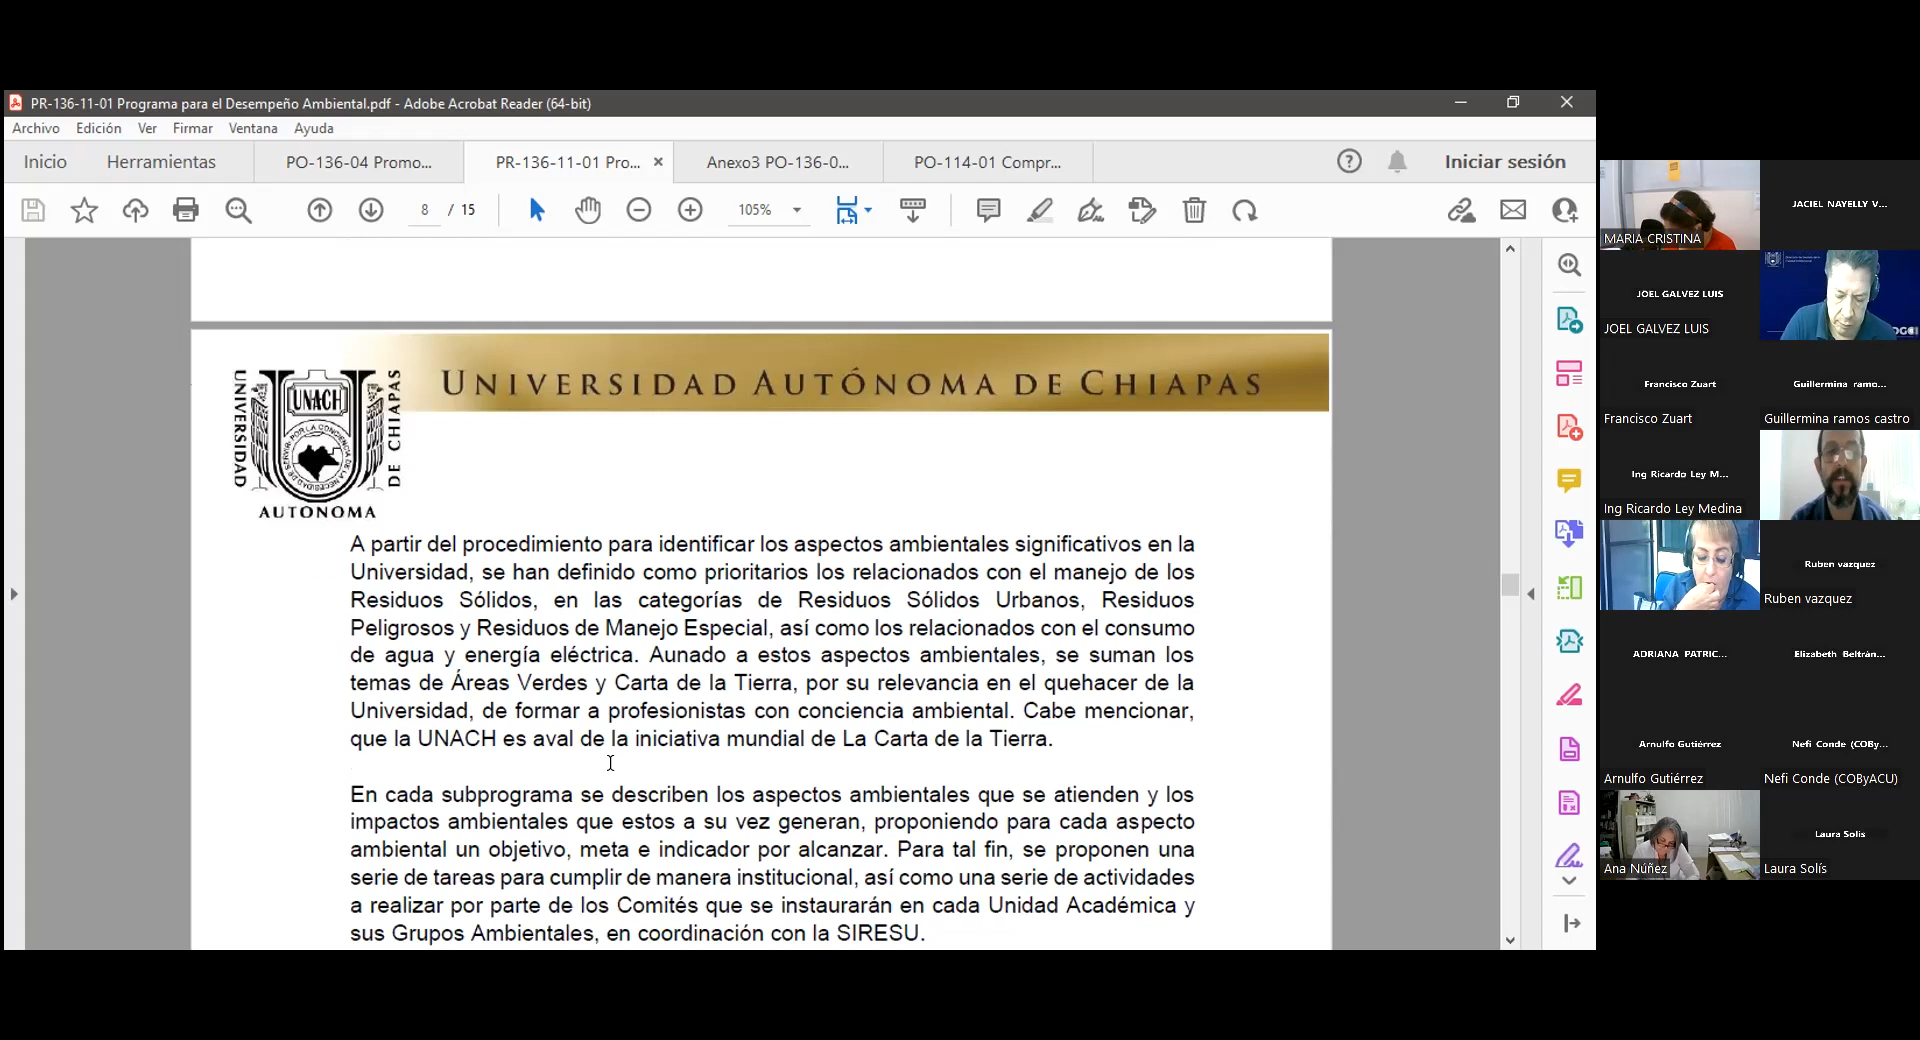 PR-136-11-01 Programa para el Desempeño Ambiental.pdf - Adobe Acrobat Reader (64-bit)
Archivo Edición Ver Firmar Ventana Ayuda
Inicio Herramientas PO-136-04 Promo... PR-136-11-01 Pro... Anexo3 PO-136-0... PO-114-01 Compr... Iniciar sesión
8 / 15 105%
UNIVERSIDAD AUTÓNOMA DE CHIAPAS
UNIVERSIDAD
UNACH
POR LA CONCIENCIA DE LA NECESIDAD DE SERVIR
DE CHIAPAS
AUTONOMA
A partir del procedimiento para identificar los aspectos ambientales significativos en la
Universidad, se han definido como prioritarios los relacionados con el manejo de los
Residuos Sólidos, en las categorías de Residuos Sólidos Urbanos, Residuos
Peligrosos y Residuos de Manejo Especial, así como los relacionados con el consumo
de agua y energía eléctrica. Aunado a estos aspectos ambientales, se suman los
temas de Áreas Verdes y Carta de la Tierra, por su relevancia en el quehacer de la
Universidad, de formar a profesionistas con conciencia ambiental. Cabe mencionar,
que la UNACH es aval de la iniciativa mundial de La Carta de la Tierra.
En cada subprograma se describen los aspectos ambientales que se atienden y los
impactos ambientales que estos a su vez generan, proponiendo para cada aspecto
ambiental un objetivo, meta e indicador por alcanzar. Para tal fin, se proponen una
serie de tareas para cumplir de manera institucional, así como una serie de actividades
a realizar por parte de los Comités que se instaurarán en cada Unidad Académica y
sus Grupos Ambientales, en coordinación con la SIRESU.
MARIA CRISTINA
JACIEL NAYELLY V...
JOEL GALVEZ LUIS
JOEL GALVEZ LUIS
Francisco Zuart
Francisco Zuart
Guillermina ramo...
Guillermina ramos castro
Ing Ricardo Ley M...
Ing Ricardo Ley Medina
Ruben vazquez
Ruben vazquez
ADRIANA PATRIC...
Elizabeth Beltrán...
Arnulfo Gutiérrez
Arnulfo Gutiérrez
Nefi Conde (COBy...
Nefi Conde (COByACU)
Ana Núñez
Laura Solis
Laura Solís